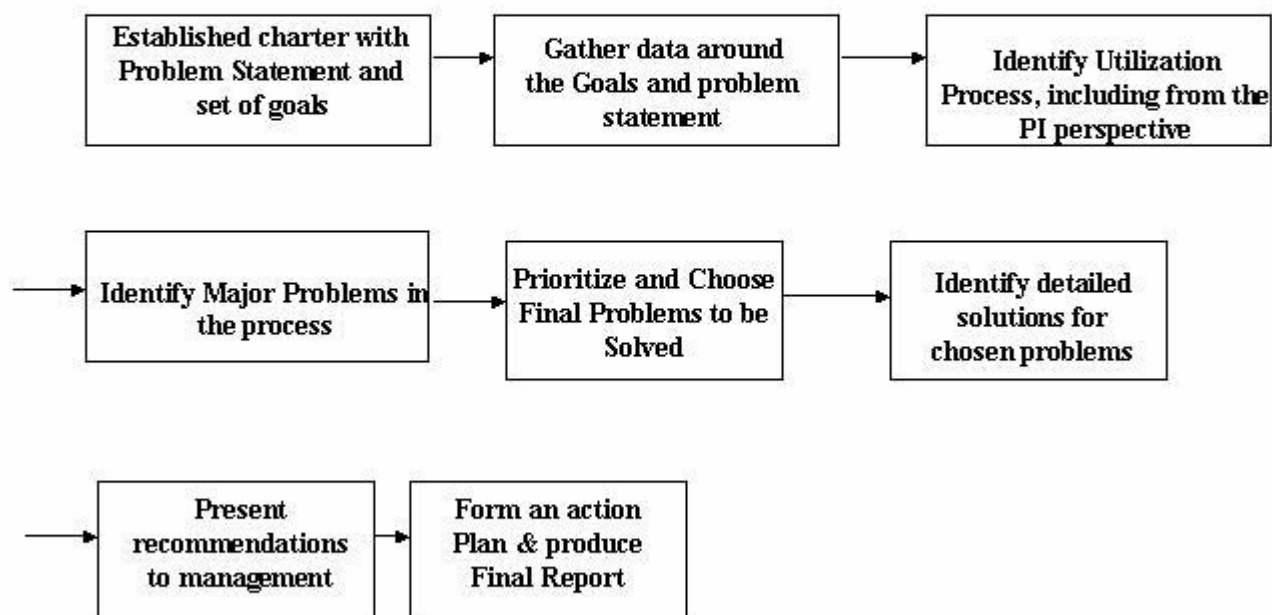 Established charter with
Problem Statement and
set of goals
Gather data around
the Goals and problem
statement
Identify Utilization
Process, including from the
PI perspective
Identify Major Problems in
the process
Prioritize and Choose
Final Problems to be
Solved
Identify detailed
solutions for
chosen problems
Present
recommendations
to management
Form an action
Plan & produce
Final Report